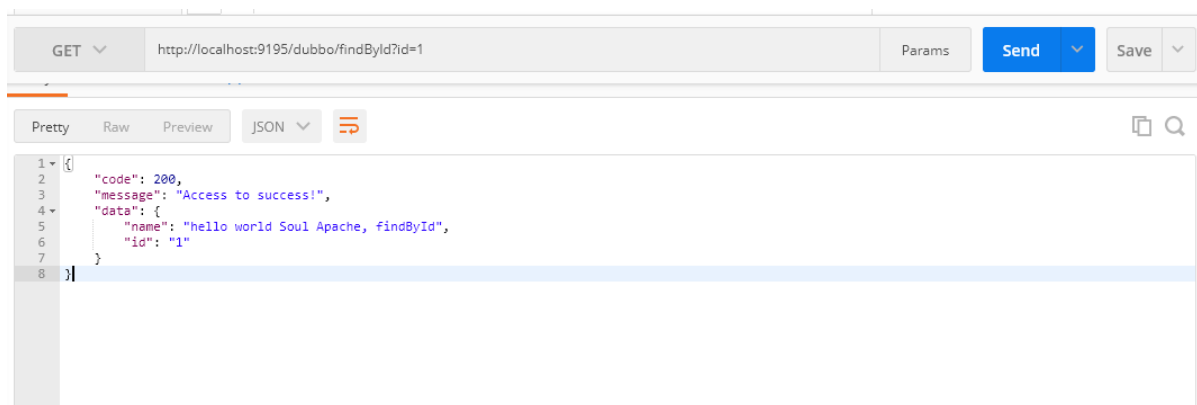 GET http://localhost:9195/dubbo/findById?id=1 Params Send Save
Pretty Raw Preview JSON
1 {
2 "code": 200,
3 "message": "Access to success!",
4 "data": {
5 "name": "hello world Soul Apache, findById",
6 "id": "1"
7 }
8 }